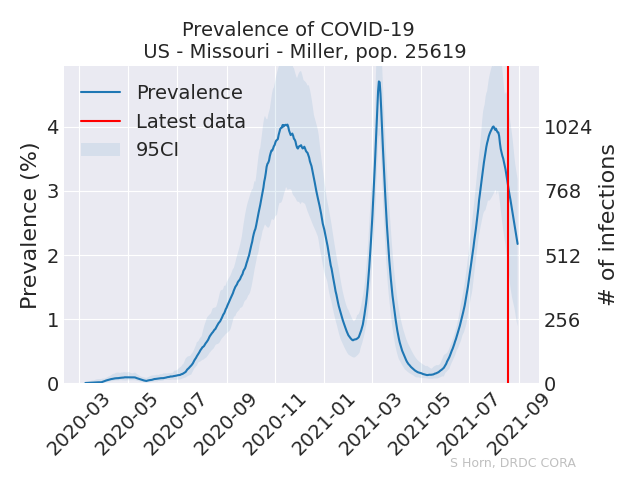 Prevalence of COVID-19
US - Missouri - Miller, pop. 25619
Prevalence
Latest data
95CI
Prevalence (%)
4
3
2
1
0
1024
768
512
256
0
# of infections
2020-03
2020-05
2020-07
2020-09
2020-11
2021-01
2021-03
2021-05
2021-07
2021-09
S Horn, DRDC CORA